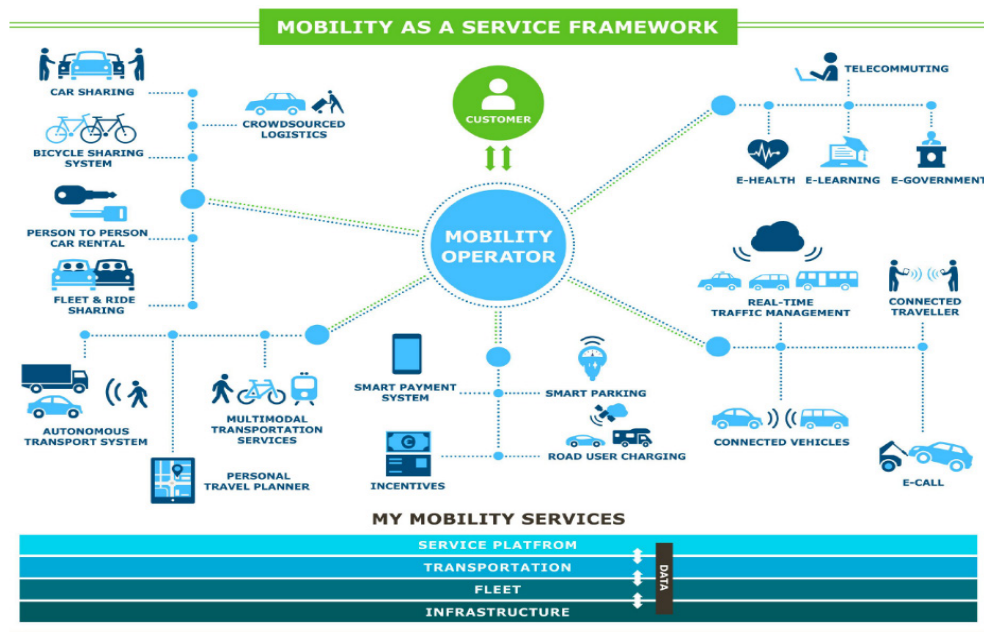 MOBILITY AS A SERVICE FRAMEWORK
CAR SHARING
CROWDSOURCED
LOGISTICS
BICYCLE SHARING
SYSTEM
PERSON TO PERSON
CAR RENTAL
FLEET & RIDE
SHARING
CUSTOMER
MOBILITY
OPERATOR
TELECOMMUTING
E-HEALTH
E-LEARNING
E-GOVERNMENT
REAL-TIME
TRAFFIC MANAGEMENT
CONNECTED
TRAVELLER
AUTONOMOUS
TRANSPORT SYSTEM
MULTIMODAL
TRANSPORTATION
SERVICES
PERSONAL
TRAVEL PLANNER
SMART PAYMENT
SYSTEM
SMART PARKING
INCENTIVES
ROAD USER CHARGING
CONNECTED VEHICLES
E-CALL
MY MOBILITY SERVICES
SERVICE PLATFROM
TRANSPORTATION
FLEET
INFRASTRUCTURE
DATA